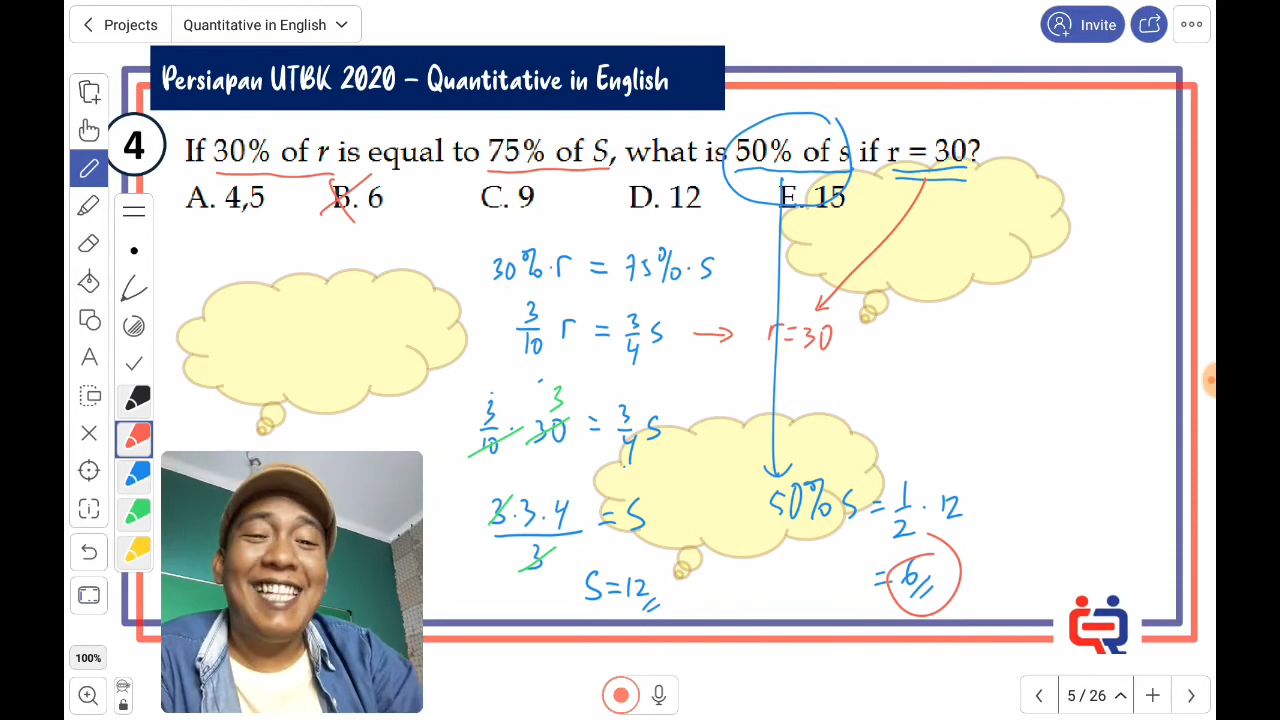 Projects
Quantitative in English
Invite
Persiapan UTBK 2020 – Quantitative in English
4
If 30% of r is equal to 75% of S, what is 50% of s if r = 30?
A. 4,5 B. 6 C. 9 D. 12 E. 15
30% · r = 75% · s
3/10 r = 3/4 s → r = 30
3/10 · 30 = 3/4 s
3
3 · 3 · 4 / 3 = S
50% s = 1/2 · 12
S = 12
= 6
A
100%
5 / 26